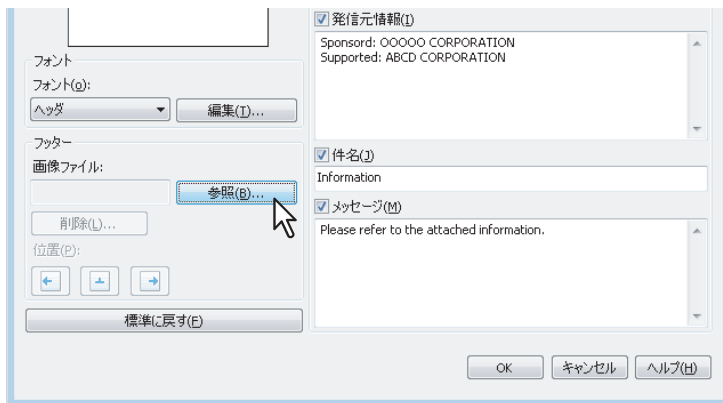 フォント
フォント(o):
ヘッダ
編集(I)...
フッター
画像ファイル:
参照(B)...
削除(L)...
位置(P):
標準に戻す(F)
発信元情報(I)
Sponsord: OOOOO CORPORATION
Supported: ABCD CORPORATION
件名(J)
Information
メッセージ(M)
Please refer to the attached information.
OK
キャンセル
ヘルプ(H)